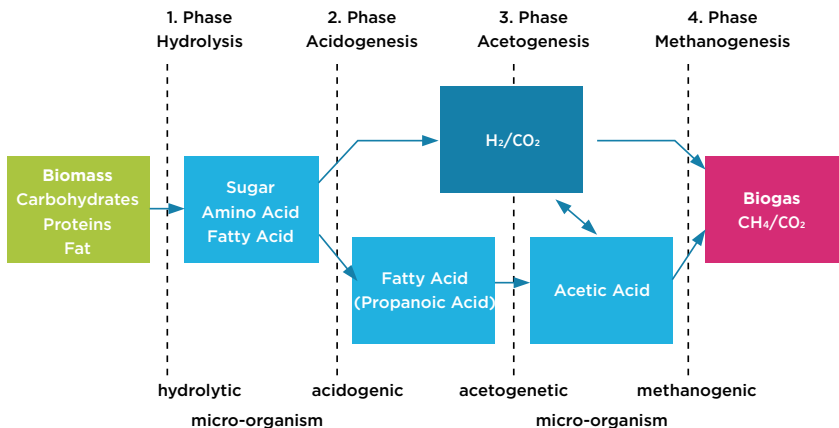 1. Phase
Hydrolysis
2. Phase
Acidogenesis
3. Phase
Acetogenesis
4. Phase
Methanogenesis
Biomass
Carbohydrates
Proteins
Fat
Sugar
Amino Acid
Fatty Acid
H₂/CO₂
Fatty Acid
(Propanoic Acid)
Acetic Acid
Biogas
CH₄/CO₂
hydrolytic
acidogenic
acetogenetic
methanogenic
micro-organism
micro-organism